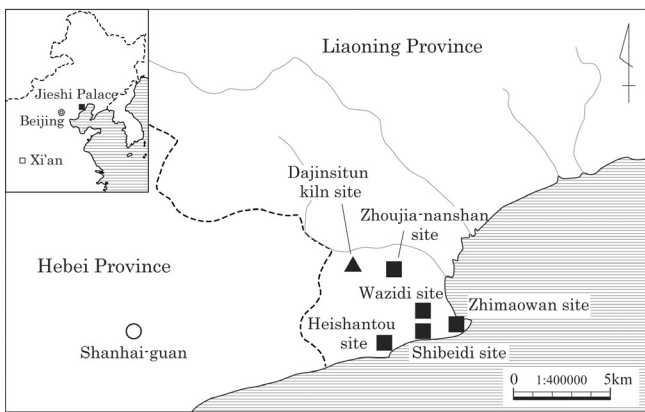 Liaoning Province
Jieshi Palace
Beijing
Xi'an
Dajinsitun
kiln site
Zhoujia-nanshan
site
Hebei Province
Wazidi site
Zhimaowan site
Heishantou
site
Shanhai-guan
Shibeidi site
0 1:400000 5km